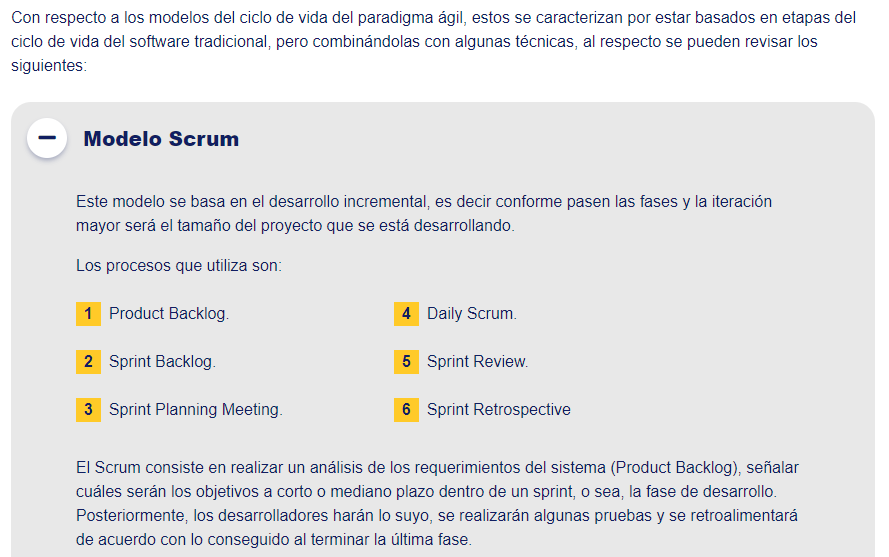 Con respecto a los modelos del ciclo de vida del paradigma ágil, estos se caracterizan por estar basados en etapas del
ciclo de vida del software tradicional, pero combinándolas con algunas técnicas, al respecto se pueden revisar los
siguientes:
Modelo Scrum
Este modelo se basa en el desarrollo incremental, es decir conforme pasen las fases y la iteración
mayor será el tamaño del proyecto que se está desarrollando.
Los procesos que utiliza son:
1 Product Backlog.
2 Sprint Backlog.
3 Sprint Planning Meeting.
4 Daily Scrum.
5 Sprint Review.
6 Sprint Retrospective
El Scrum consiste en realizar un análisis de los requerimientos del sistema (Product Backlog), señalar
cuáles serán los objetivos a corto o mediano plazo dentro de un sprint, o sea, la fase de desarrollo.
Posteriormente, los desarrolladores harán lo suyo, se realizarán algunas pruebas y se retroalimentará
de acuerdo con lo conseguido al terminar la última fase.